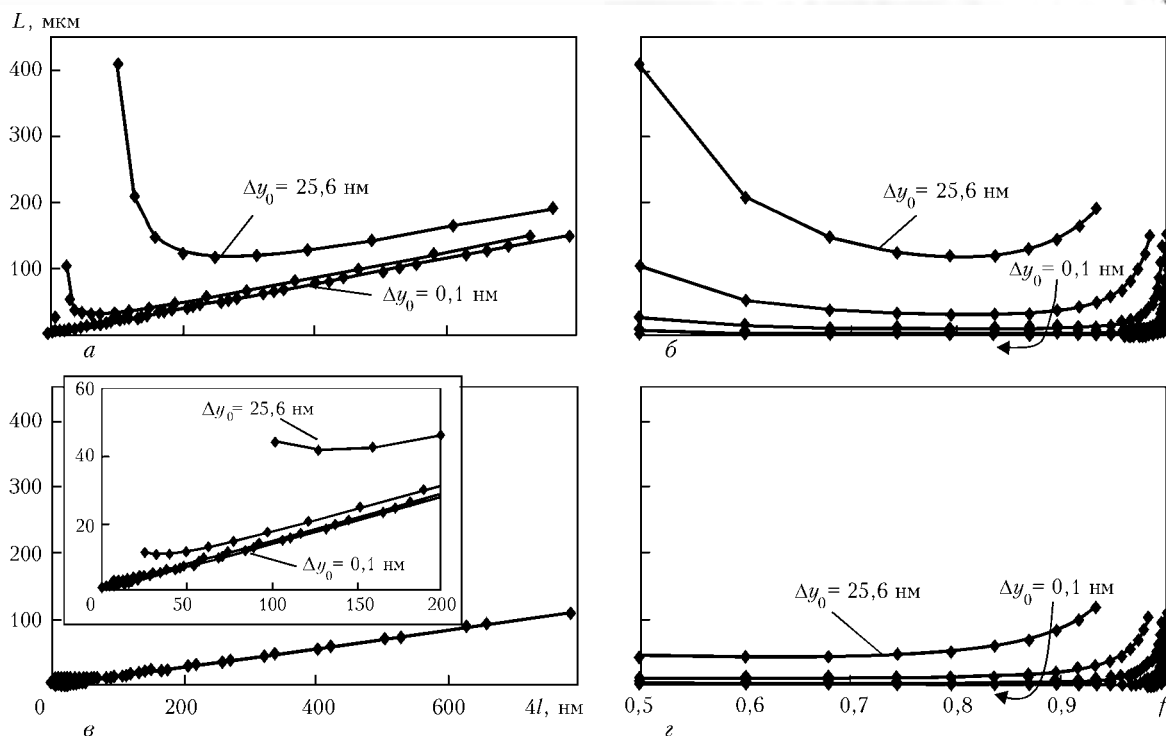 L, мкм
400
300
200
100
Δy₀ = 25,6 нм
Δy₀ = 0,1 нм
а
Δy₀ = 25,6 нм
Δy₀ = 0,1 нм
б
400
300
200
100
0
200
400
600
4l, нм
60
40
20
0
50
100
150
200
Δy₀ = 25,6 нм
Δy₀ = 0,1 нм
в
Δy₀ = 25,6 нм
Δy₀ = 0,1 нм
0,5
0,6
0,7
0,8
0,9
f
г